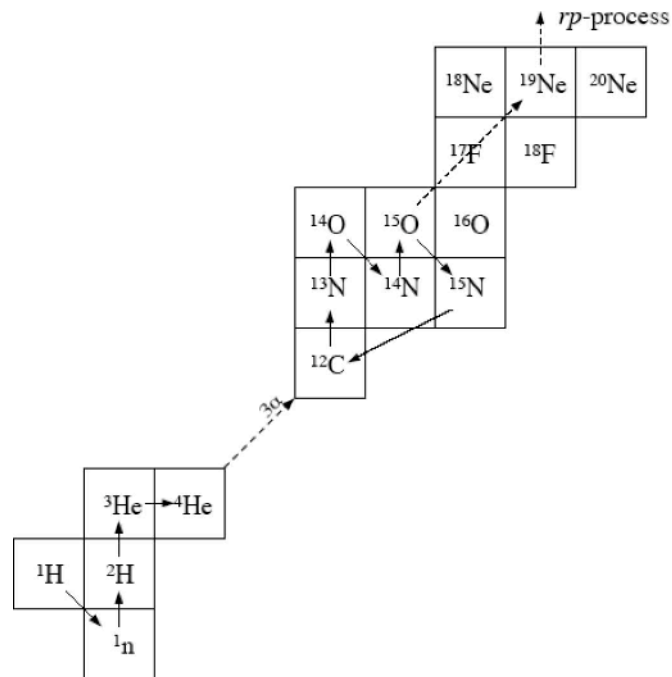 rp-process
¹⁸Ne ¹⁹Ne ²⁰Ne
¹⁷F ¹⁸F
¹⁴O ¹⁵O ¹⁶O
¹³N ¹⁴N ¹⁵N
¹²C
3α
³He ⁴He
¹H ²H
¹n